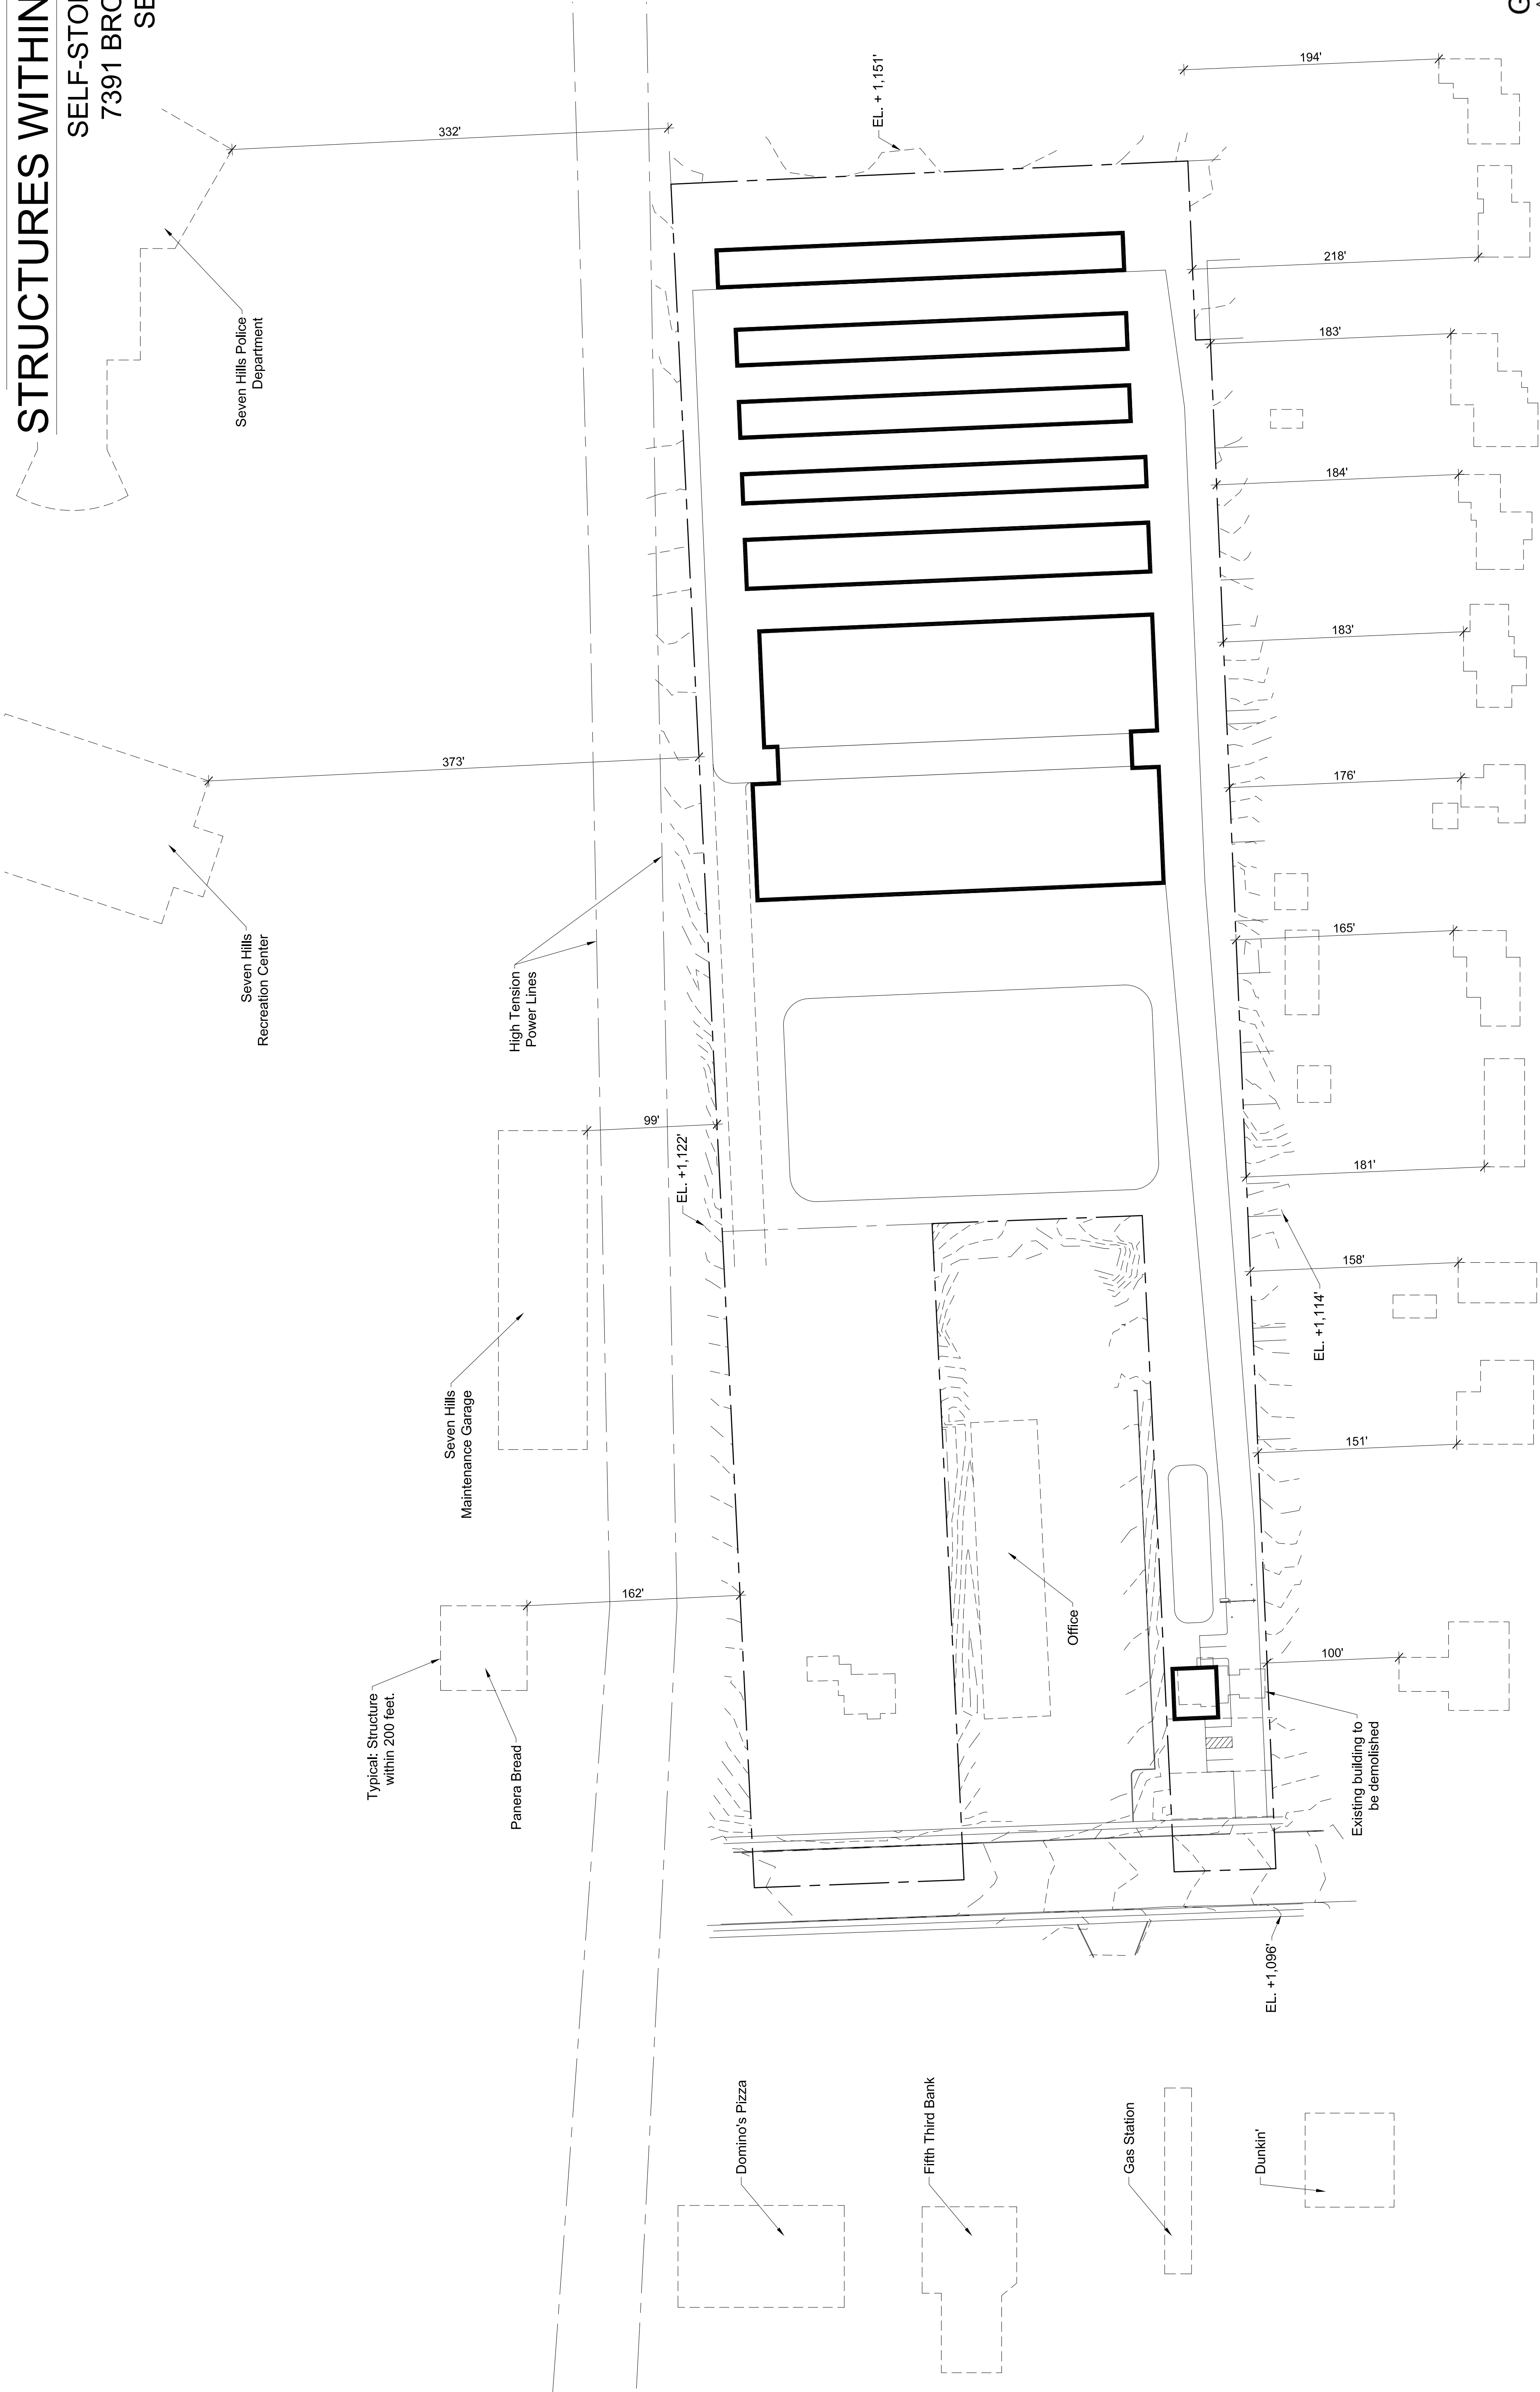 STRUCTURES WITHIN
SELF-STOR
7391 BRO
SE
G
332'
EL. + 1,151'
194'
Seven Hills Police
Department
218'
183'
184'
183'
373'
176'
Seven Hills
Recreation Center
High Tension
Power Lines
165'
99'
EL. +1,122'
181'
Seven Hills
Maintenance Garage
158'
EL. +1,114'
151'
162'
Office
100'
Typical: Structure
within 200 feet.
Panera Bread
Existing building to
be demolished
EL. +1,096'
Domino's Pizza
Fifth Third Bank
Gas Station
Dunkin'